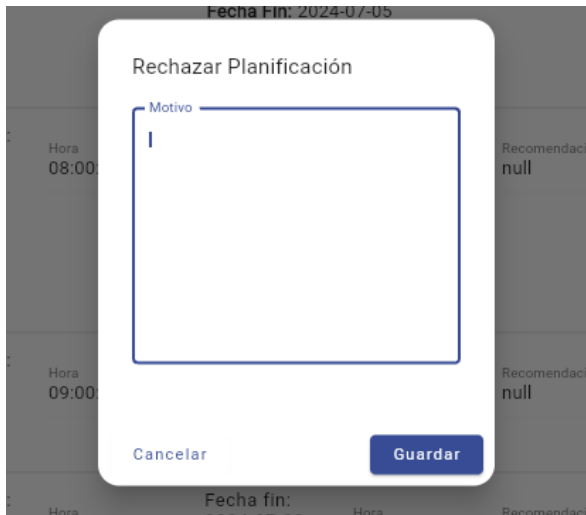 Fecha Fin: 2024-07-05
Rechazar Planificación
Motivo
Hora
08:00:
Recomendaci
null
Hora
09:00:
Recomendaci
null
Cancelar
Guardar
Fecha fin:
Hora
Hora
Recomendaci